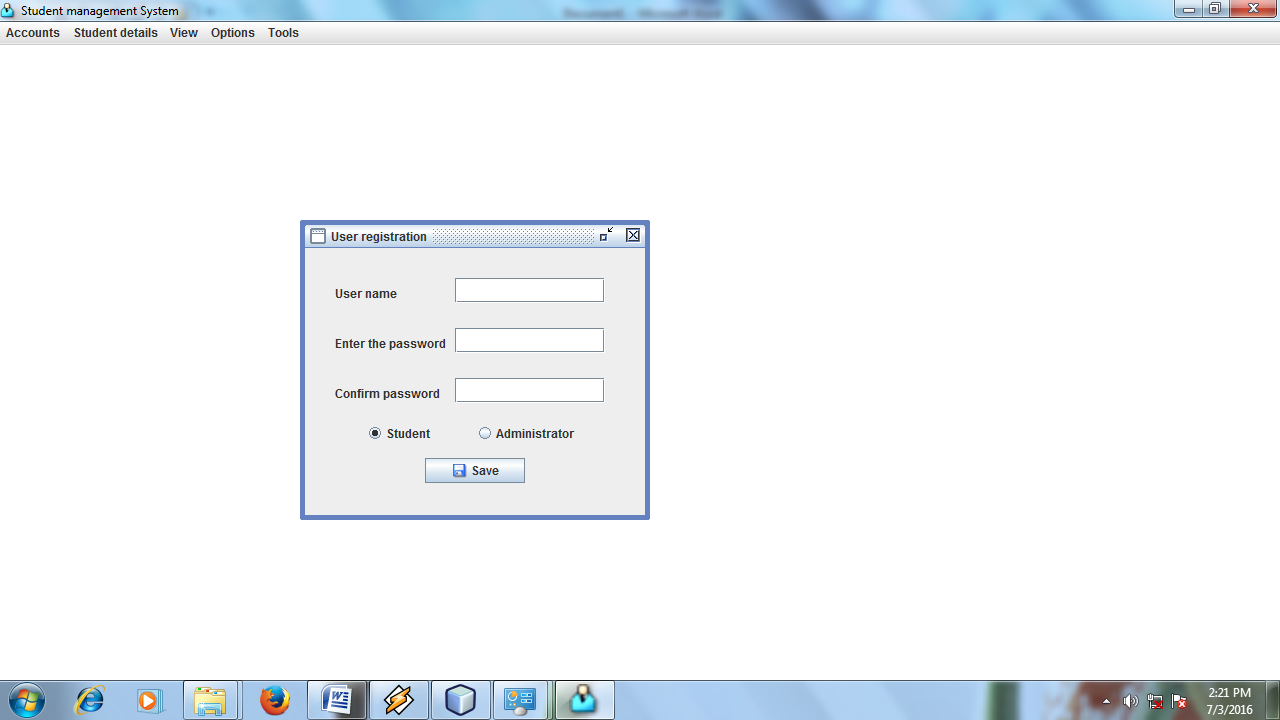 Student management System
Accounts Student details View Options Tools
User registration
User name
Enter the password
Confirm password
Student Administrator
Save
2:21 PM
7/3/2016